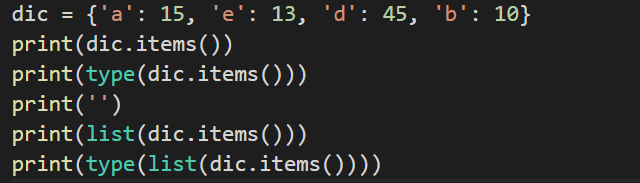 dic = {'a': 15, 'e': 13, 'd': 45, 'b': 10}
print(dic.items())
print(type(dic.items()))
print('')
print(list(dic.items()))
print(type(list(dic.items())))